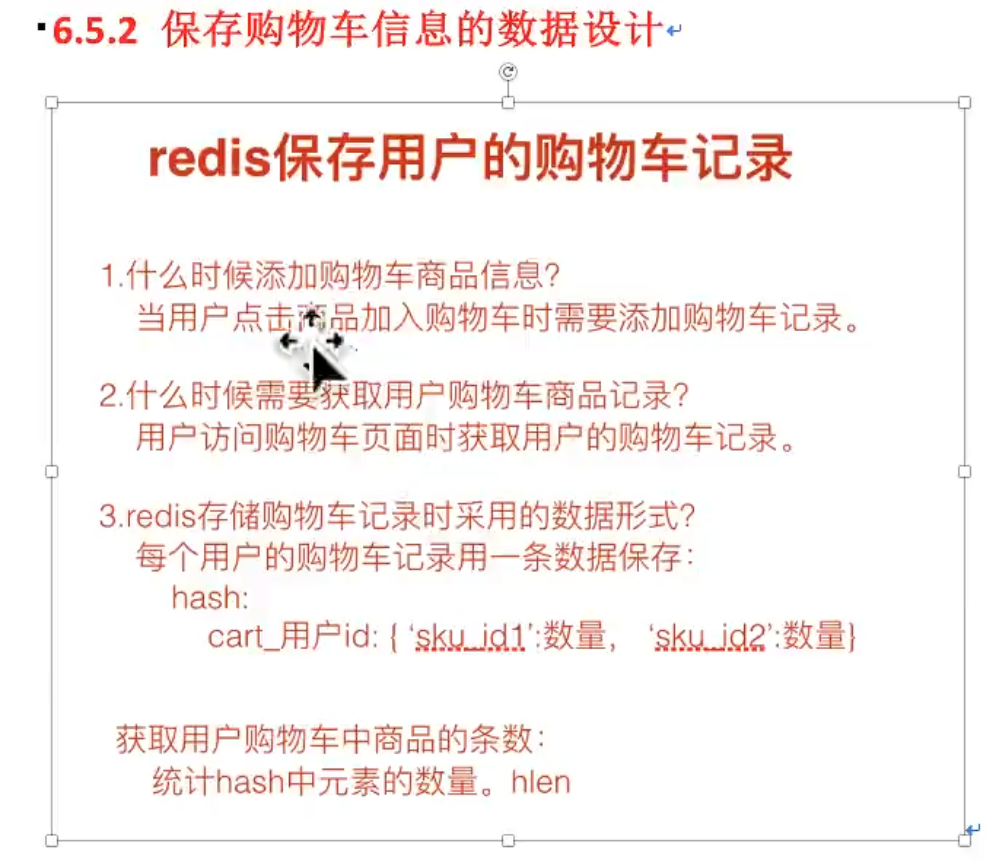 6.5.2 保存购物车信息的数据设计
redis保存用户的购物车记录
1.什么时候添加购物车商品信息?
当用户点击商品加入购物车时需要添加购物车记录。
2.什么时候需要获取用户购物车商品记录?
用户访问购物车页面时获取用户的购物车记录。
3.redis存储购物车记录时采用的数据形式?
每个用户的购物车记录用一条数据保存：
hash:
cart_用户id: { ‘sku_id1’:数量， ‘sku_id2’:数量}
获取用户购物车中商品的条数：
统计hash中元素的数量。hlen